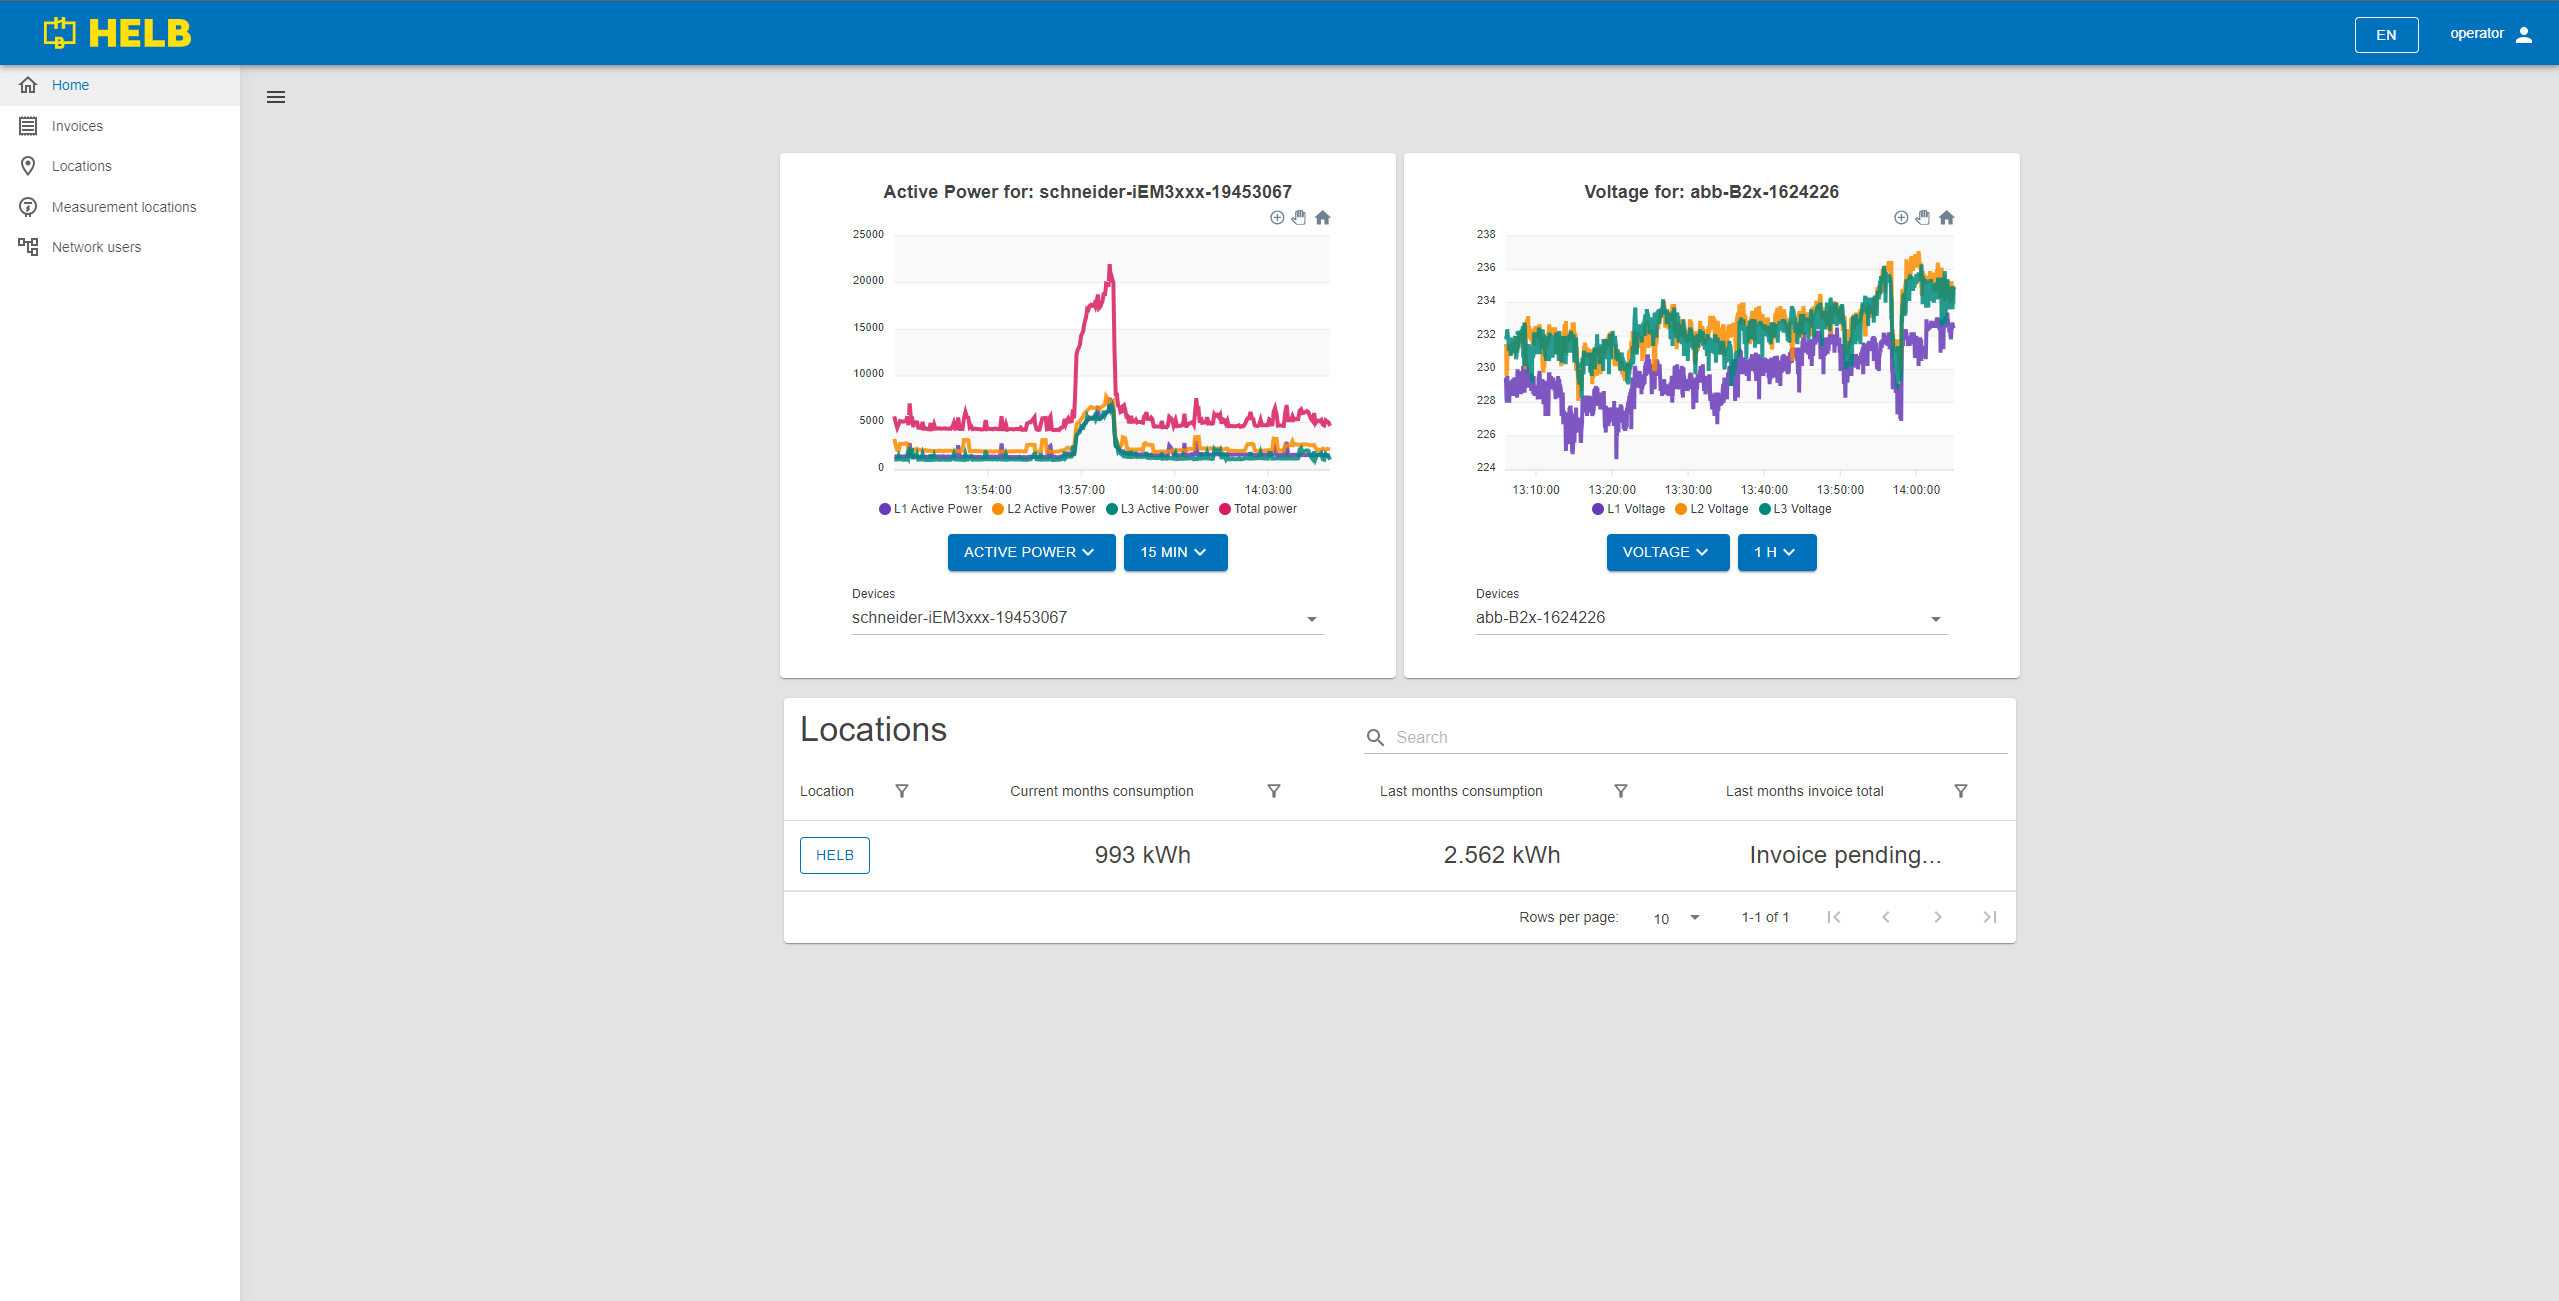 HELB
EN
operator
Home
Invoices
Locations
Measurement locations
Network users
Active Power for: schneider-iEM3xxx-19453067
25000
20000
15000
10000
5000
0
13:54:00 13:57:00 14:00:00 14:03:00
L1 Active Power L2 Active Power L3 Active Power Total power
ACTIVE POWER 15 MIN
Devices
schneider-iEM3xxx-19453067
Voltage for: abb-B2x-1624226
238
236
234
232
230
228
226
224
13:10:00 13:20:00 13:30:00 13:40:00 13:50:00 14:00:00
L1 Voltage L2 Voltage L3 Voltage
VOLTAGE 1 H
Devices
abb-B2x-1624226
Locations
Search
Location Current months consumption Last months consumption Last months invoice total
HELB 993 kWh 2.562 kWh Invoice pending...
Rows per page: 10 1-1 of 1